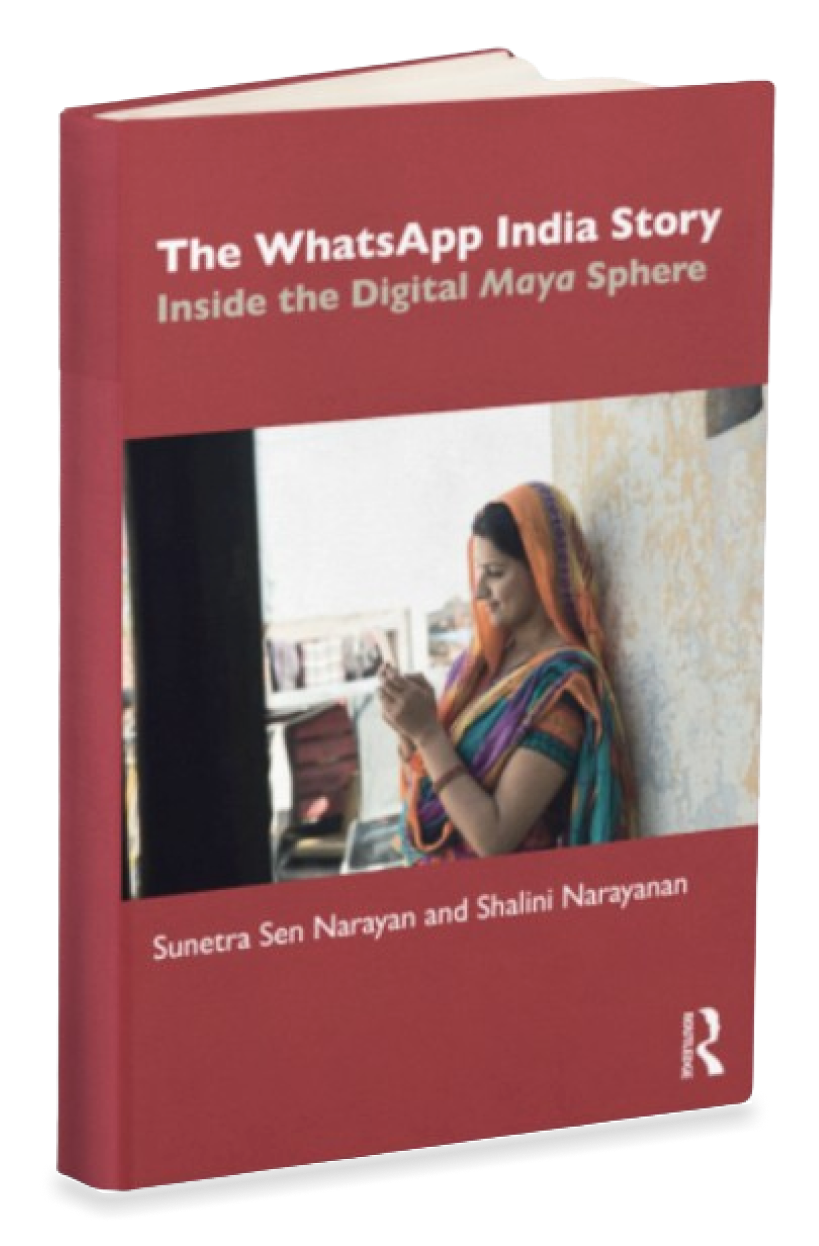 The WhatsApp India Story
Inside the Digital Maya Sphere
Sunetra Sen Narayan and Shalini Narayanan
ROUTLEDGE